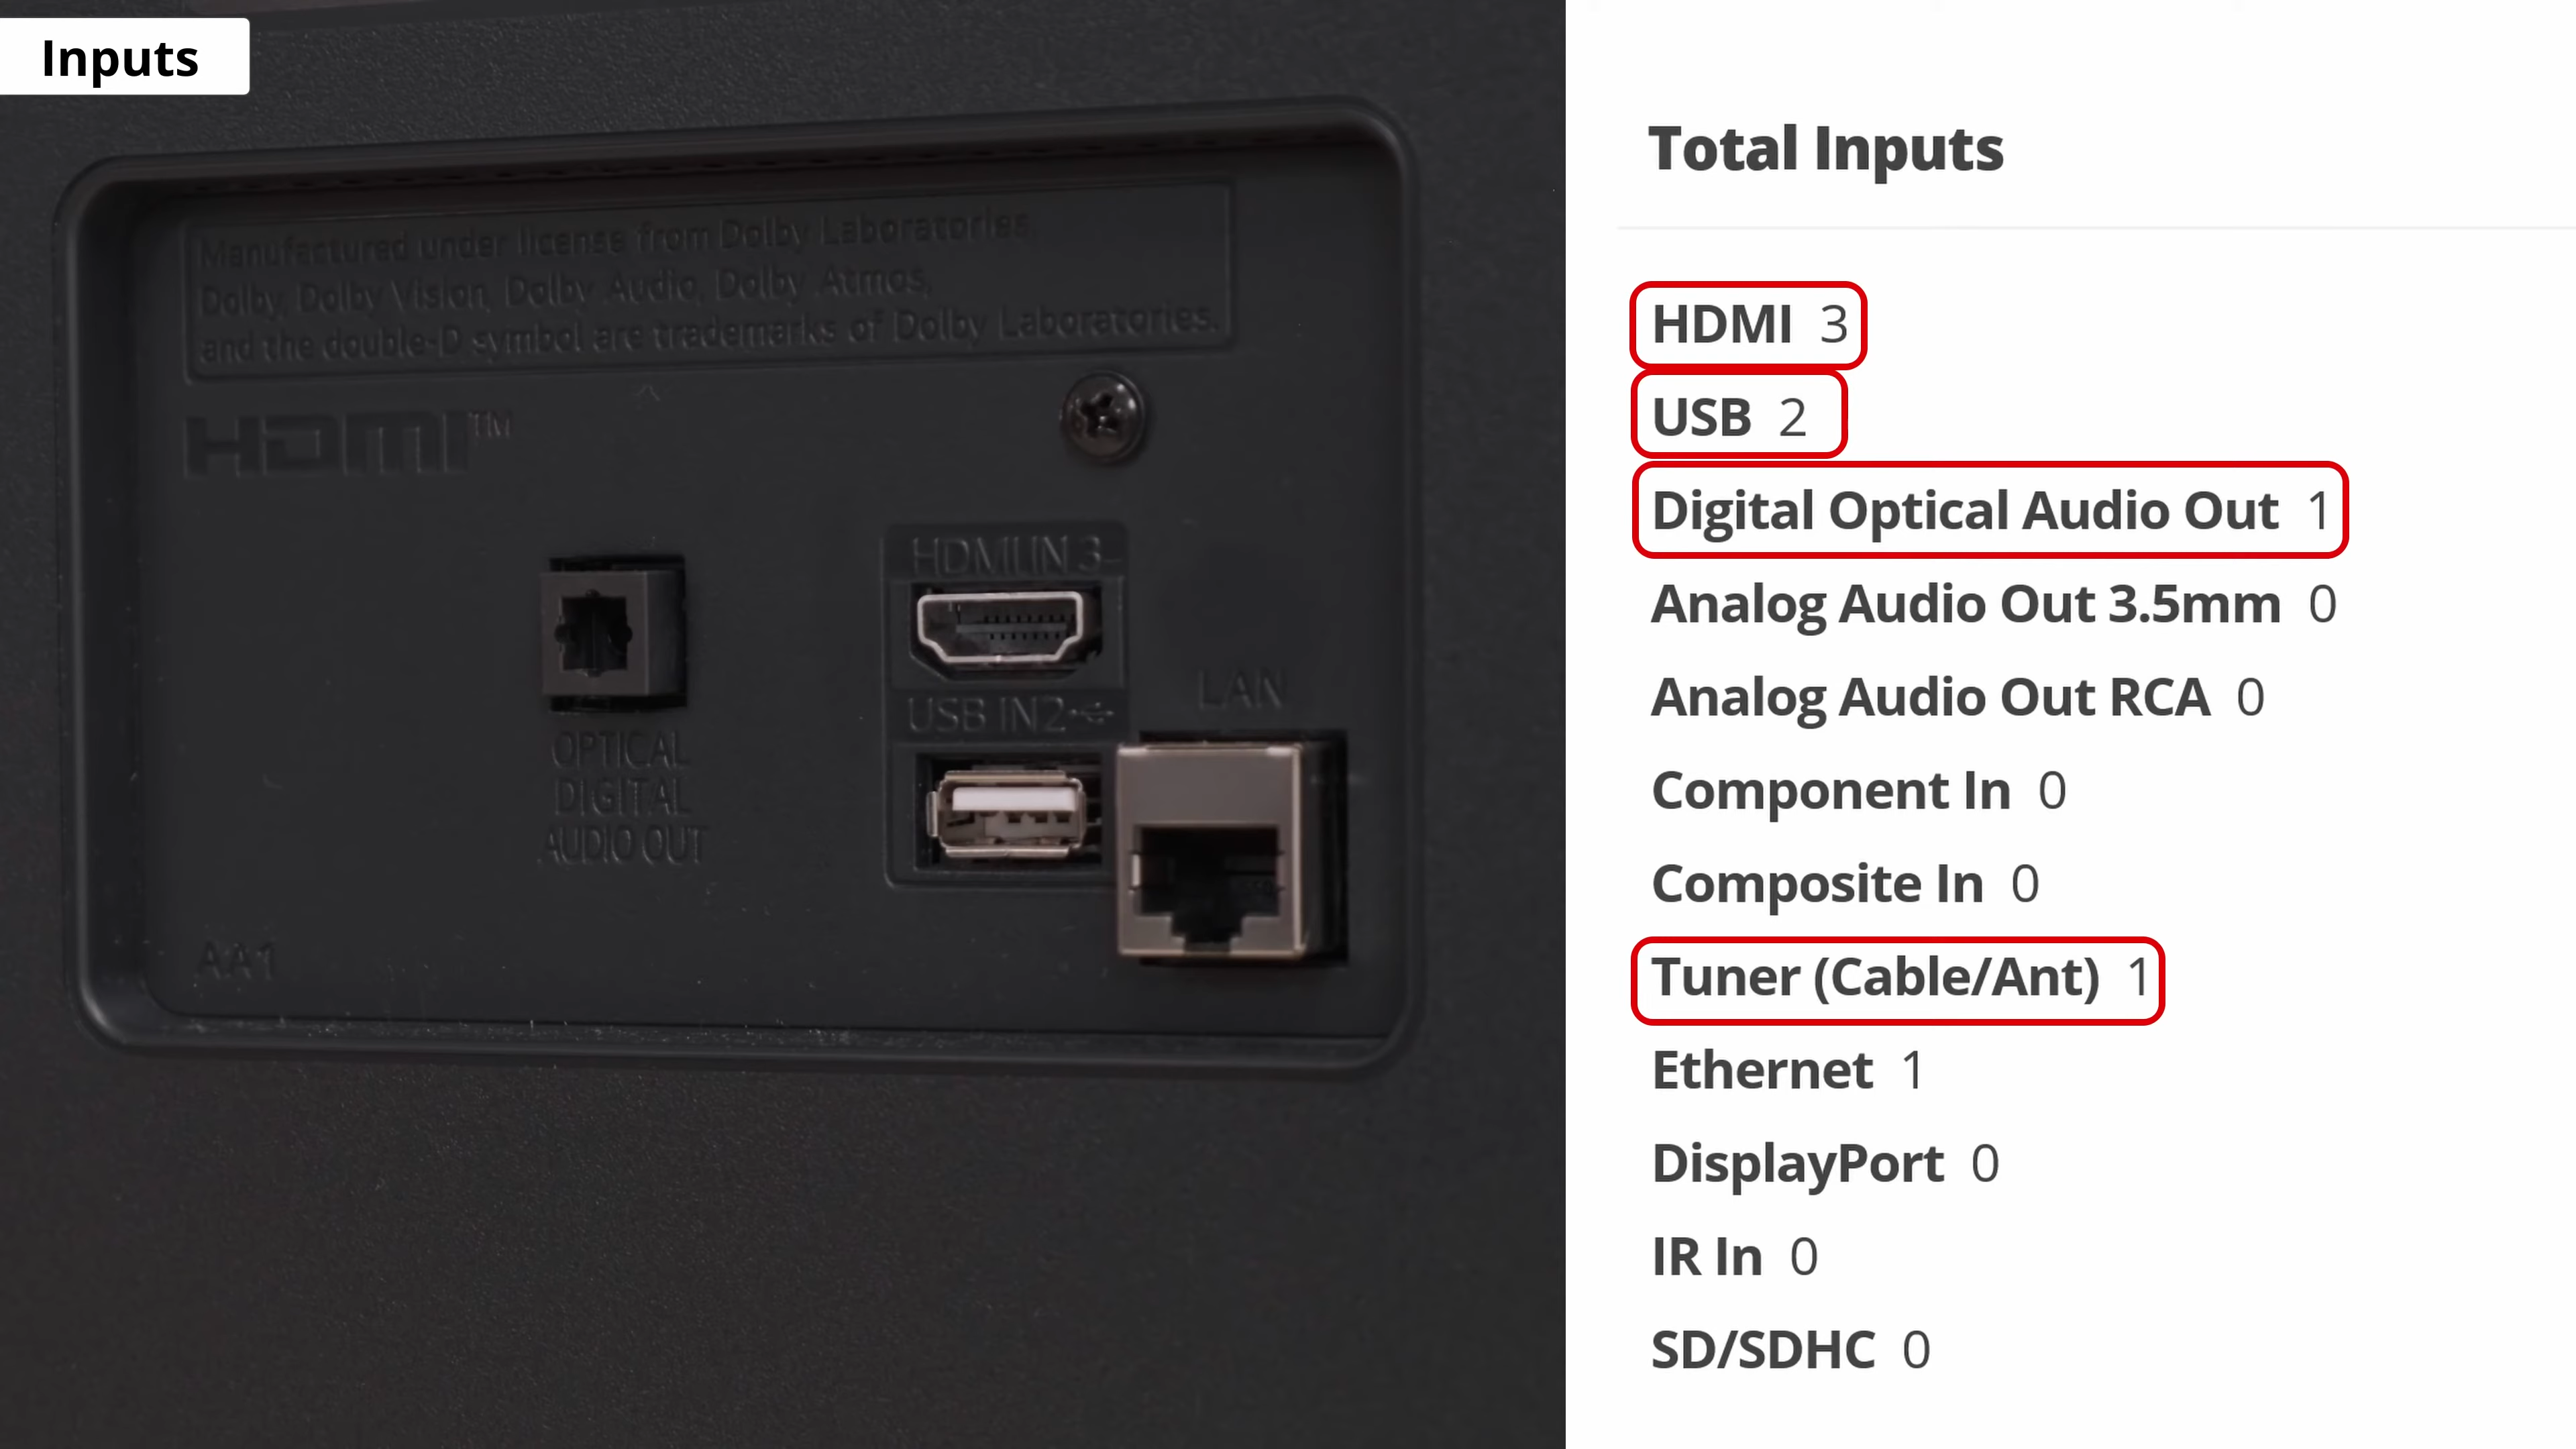 Inputs
Manufactured under license from Dolby Laboratories.
Dolby, Dolby Vision, Dolby Audio, Dolby Atmos,
and the double-D symbol are trademarks of Dolby Laboratories.
HDMI™
HDMI IN 3
USB IN 2
LAN
OPTICAL
DIGITAL
AUDIO OUT
AA1
Total Inputs
HDMI 3
USB 2
Digital Optical Audio Out 1
Analog Audio Out 3.5mm 0
Analog Audio Out RCA 0
Component In 0
Composite In 0
Tuner (Cable/Ant) 1
Ethernet 1
DisplayPort 0
IR In 0
SD/SDHC 0